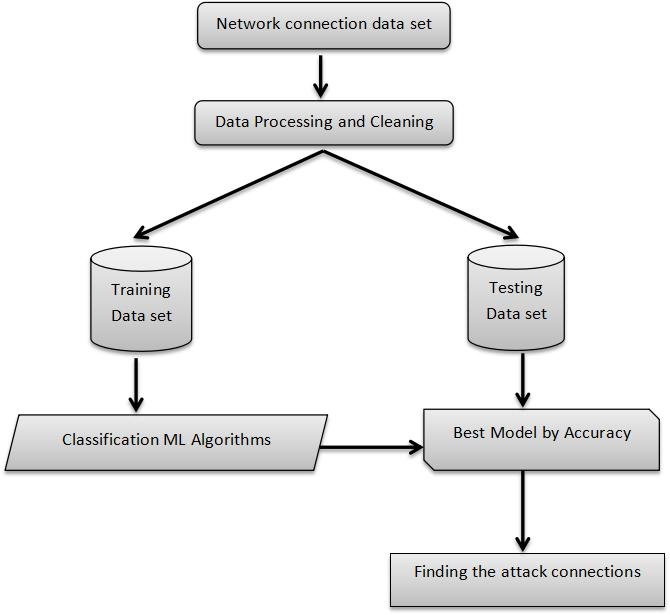 Network connection data set
Data Processing and Cleaning
Training
Data set
Testing
Data set
Classification ML Algorithms
Best Model by Accuracy
Finding the attack connections